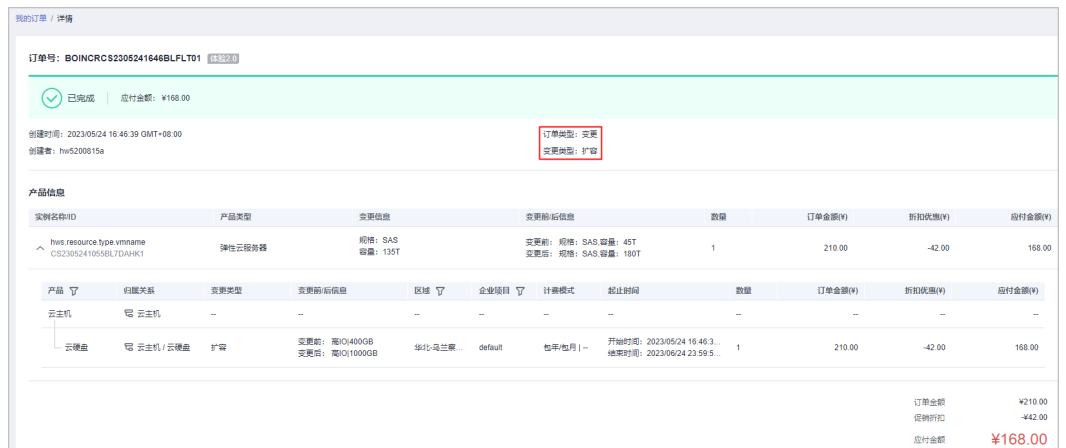 我的订单 / 详情
订单号: BOINCRCS2305241646BLFLT01 体验2.0
已完成 应付金额: ¥168.00
创建时间: 2023/05/24 16:46:39 GMT+08:00 订单类型: 变更
创建者: hw5200815a 变更类型: 扩容
产品信息
实例名称/ID 产品类型 变更信息 变更前/后信息 数量 订单金额(¥) 折扣优惠(¥) 应付金额(¥)
hws.resource.type.vmname
CS2305241055BL7DAHK1
弹性云服务器
规格: SAS
容量: 135T
变更前: 规格: SAS,容量: 45T
变更后: 规格: SAS,容量: 180T
1 210.00 -42.00 168.00
产品 归属关系 变更类型 变更前/后信息 区域 企业项目 计费模式 起止时间 数量 订单金额(¥) 折扣优惠(¥) 应付金额(¥)
云主机 云主机 -- -- -- -- -- -- -- -- -- --
云硬盘 云主机 / 云硬盘 扩容
变更前: 高IO|400GB
变更后: 高IO|1000GB
华北-乌兰察... default 包年/包月 | --
开始时间: 2023/05/24 16:46:3...
结束时间: 2023/06/24 23:59:5...
1 210.00 -42.00 168.00
订单金额 ¥210.00
促销折扣 -¥42.00
应付金额 ¥168.00